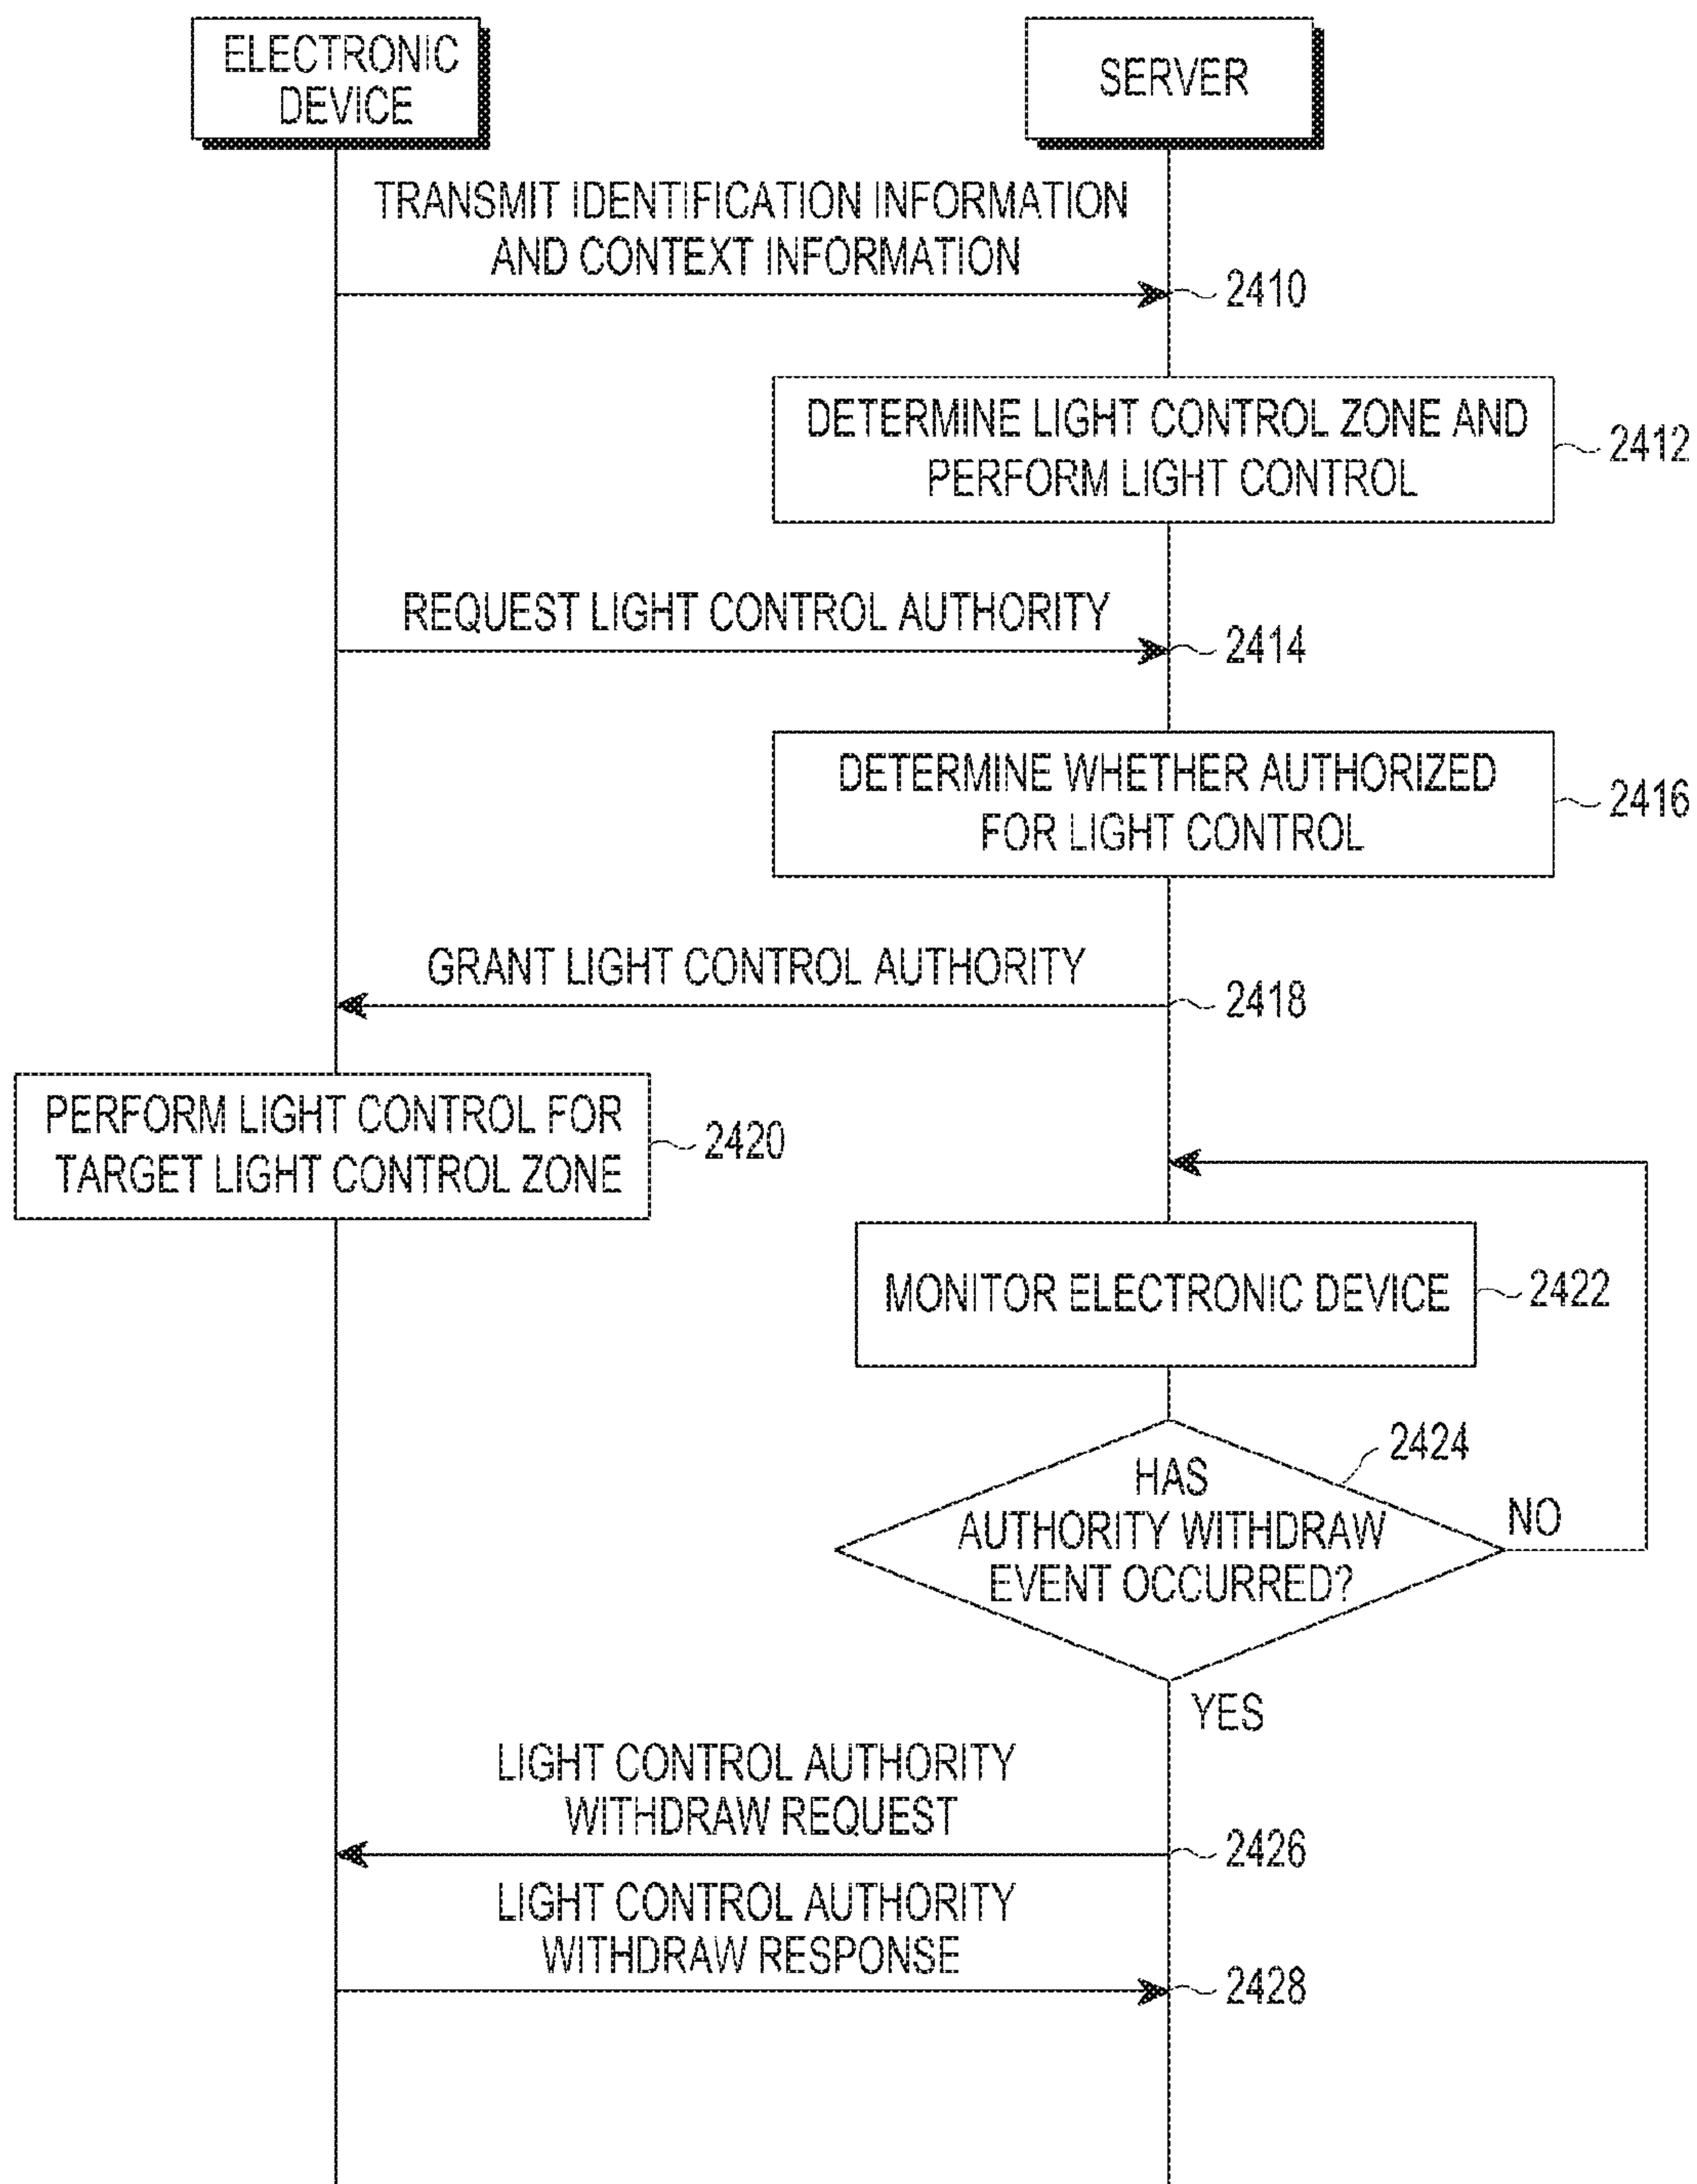 ELECTRONIC
DEVICE
SERVER
TRANSMIT IDENTIFICATION INFORMATION
AND CONTEXT INFORMATION
2410
DETERMINE LIGHT CONTROL ZONE AND
PERFORM LIGHT CONTROL
2412
REQUEST LIGHT CONTROL AUTHORITY
2414
DETERMINE WHETHER AUTHORIZED
FOR LIGHT CONTROL
2416
GRANT LIGHT CONTROL AUTHORITY
2418
PERFORM LIGHT CONTROL FOR
TARGET LIGHT CONTROL ZONE
2420
MONITOR ELECTRONIC DEVICE
2422
2424
HAS
AUTHORITY WITHDRAW
EVENT OCCURRED?
NO
YES
LIGHT CONTROL AUTHORITY
WITHDRAW REQUEST
2426
LIGHT CONTROL AUTHORITY
WITHDRAW RESPONSE
2428